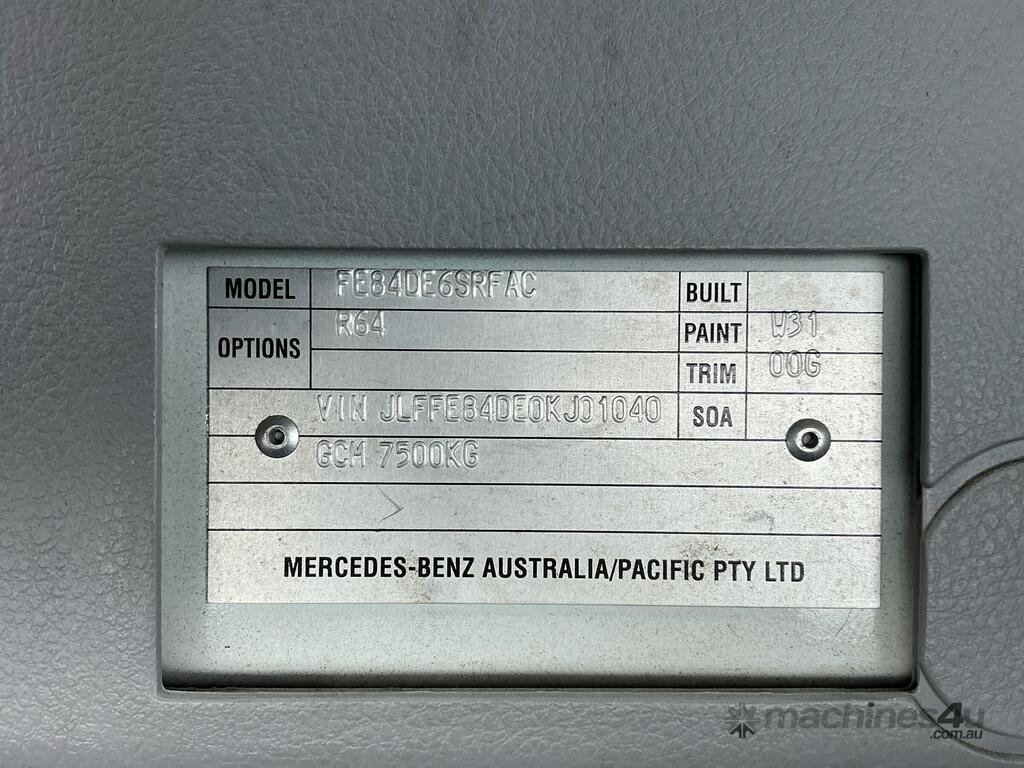 MODEL FE84DE6SRFAC BUILT
OPTIONS R64 PAINT W31
TRIM 00G
VIN JLFFE84DE0KJ01040 SOA
GCM 7500KG
MERCEDES-BENZ AUSTRALIA/PACIFIC PTY LTD
machines4u
.com.au